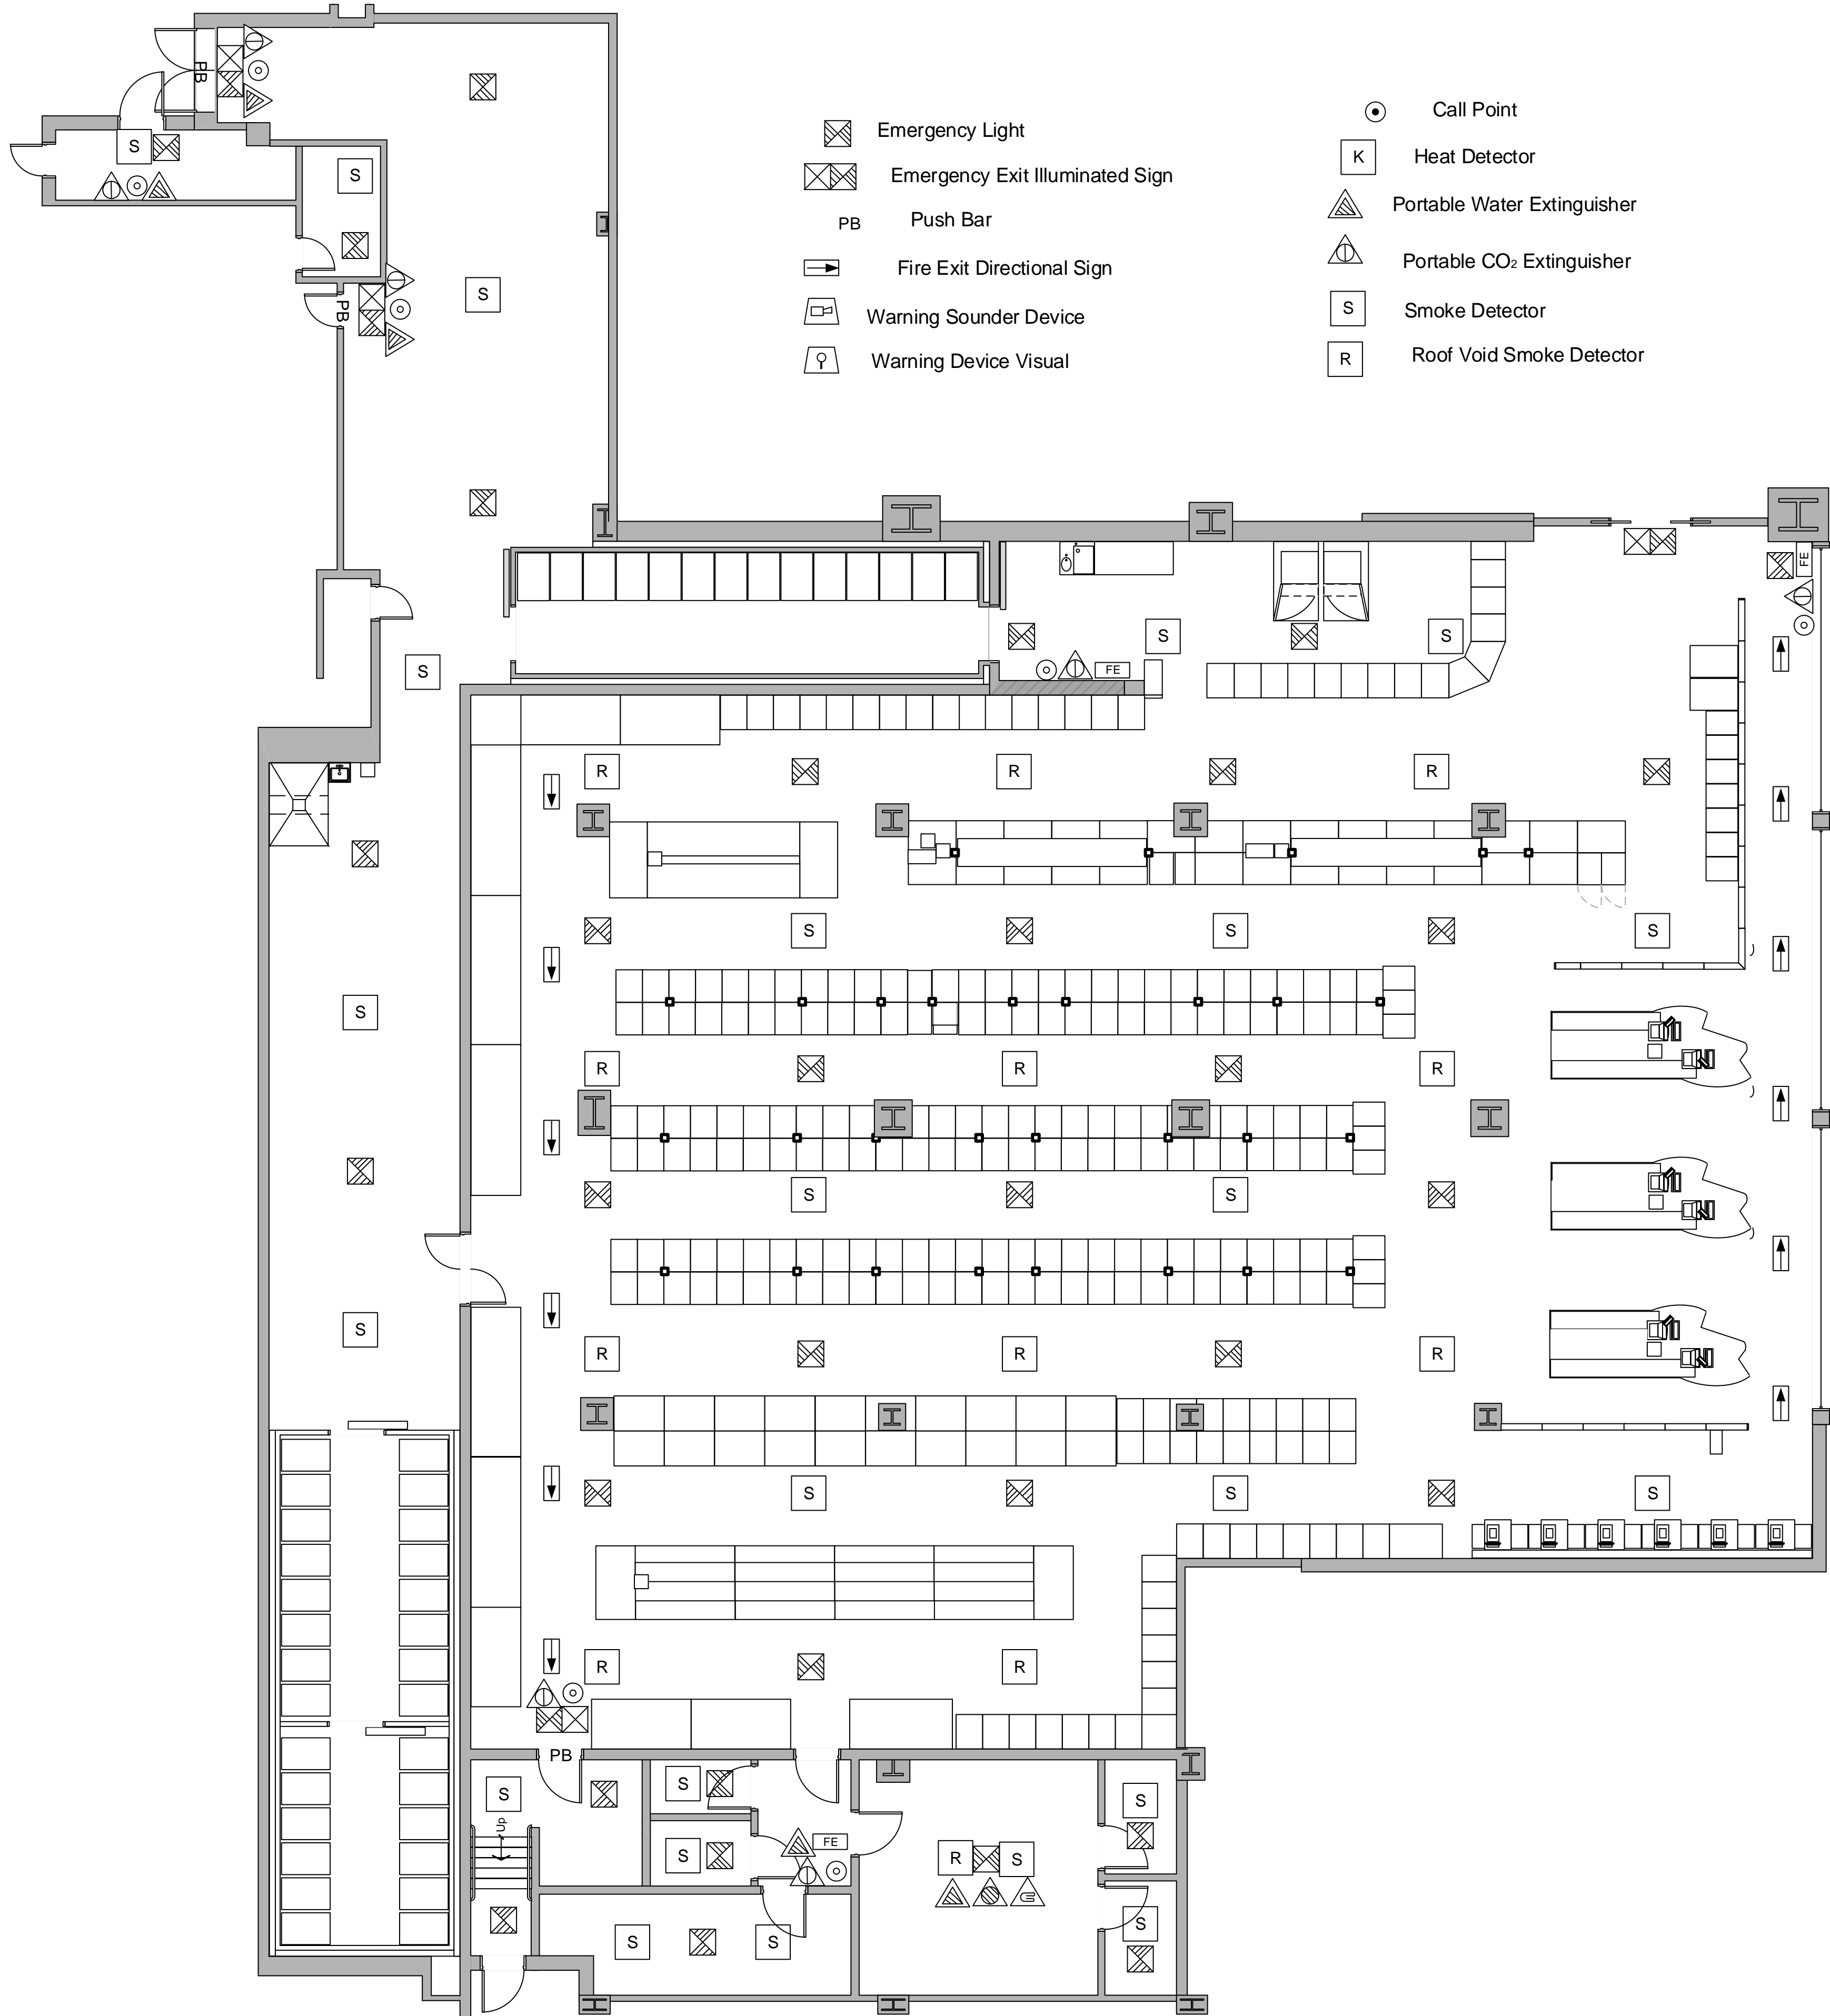 PB
Call Point
Emergency Light
S
K Heat Detector
S
Emergency Exit Illuminated Sign
Portable Water Extinguisher
PB Push Bar
Portable CO₂ Extinguisher
Fire Exit Directional Sign
S
PB
S Smoke Detector
Warning Sounder Device
R Roof Void Smoke Detector
Warning Device Visual
FE
S S
S FE
R R R
S S S
S
R R R
S S
S
R R R
S S S
R R
PB
S S
S
Up
FE
S
R S
S
S S